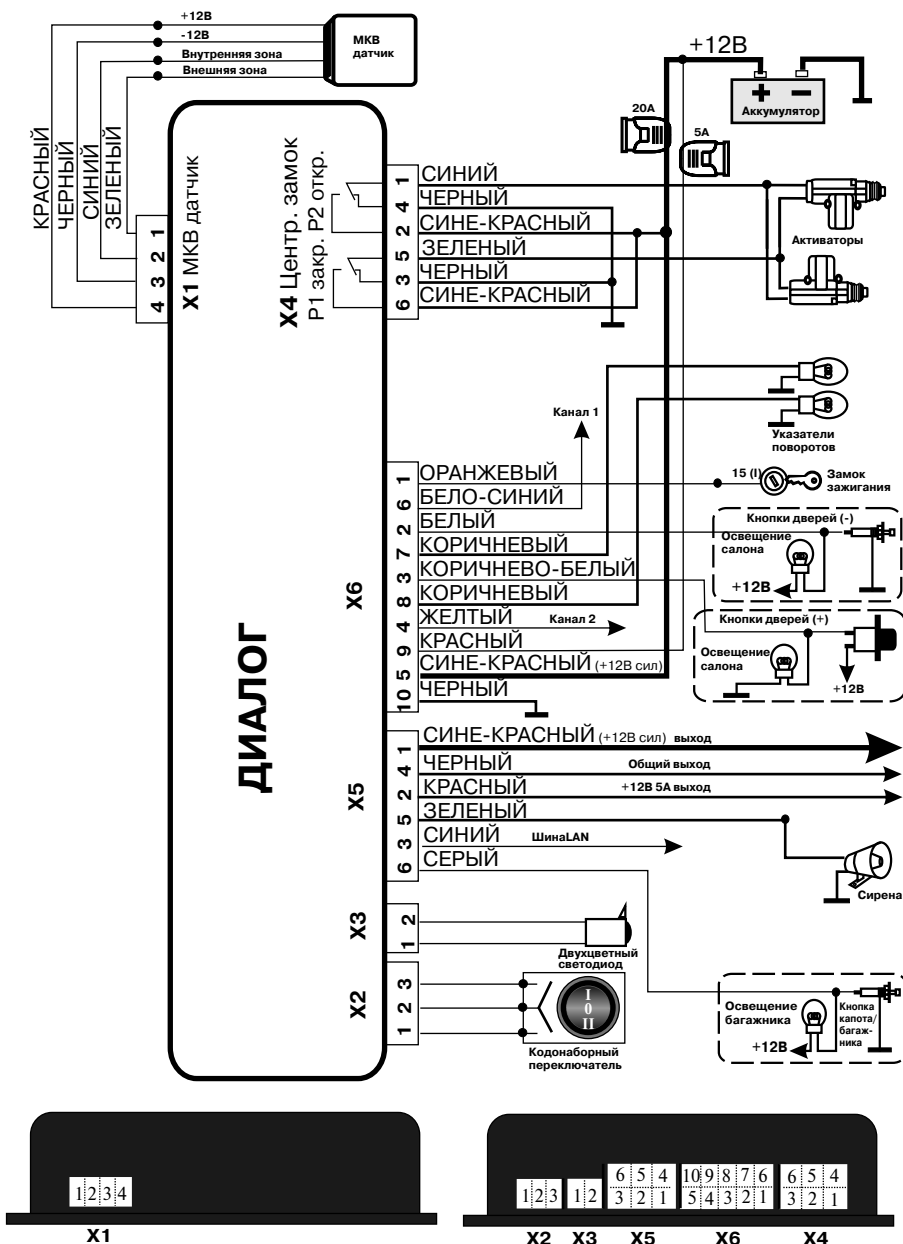 +12В
-12В
Внутренняя зона
Внешняя зона
МКВ
датчик
КРАСНЫЙ
ЧЕРНЫЙ
СИНИЙ
ЗЕЛЕНЫЙ
1
2
3
4
X1 МКВ датчик
X4 Центр. замок
Р1 закр. Р2 откр.
+12В
20А
5А
+ −
Аккумулятор
1 СИНИЙ
4 ЧЕРНЫЙ
2 СИНЕ-КРАСНЫЙ
5 ЗЕЛЕНЫЙ
3 ЧЕРНЫЙ
6 СИНЕ-КРАСНЫЙ
Активаторы
Указатели
поворотов
Канал 1
15 (I)
Замок
зажигания
X6
1 ОРАНЖЕВЫЙ
6 БЕЛО-СИНИЙ
2 БЕЛЫЙ
7 КОРИЧНЕВЫЙ
3 КОРИЧНЕВО-БЕЛЫЙ
8 КОРИЧНЕВЫЙ
4 ЖЕЛТЫЙ Канал 2
9 КРАСНЫЙ
5 СИНЕ-КРАСНЫЙ (+12В сил)
10 ЧЕРНЫЙ
Кнопки дверей (-)
Освещение
салона
+12В
Кнопки дверей (+)
Освещение
салона
+12В
ДИАЛОГ
X5
1 СИНЕ-КРАСНЫЙ (+12В сил) выход
4 ЧЕРНЫЙ Общий выход
2 КРАСНЫЙ +12В 5А выход
5 ЗЕЛЕНЫЙ
3 СИНИЙ ШинаLAN
6 СЕРЫЙ
Сирена
X3
2
1
Двухцветный
светодиод
X2
3
2
1
I
0
II
Кодонаборный
переключатель
Освещение
багажника
+12В
Кнопка
капота/
багаж-
ника
1 2 3 4
X1
6 5 4 10 9 8 7 6 6 5 4
1 2 3 1 2 3 2 1 5 4 3 2 1 3 2 1
X2 X3 X5 X6 X4